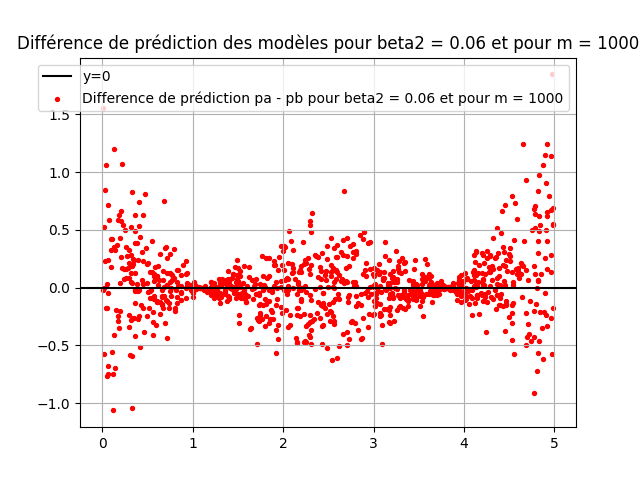 Différence de prédiction des modèles pour beta2 = 0.06 et pour m = 1000
y=0
Difference de prédiction pa - pb pour beta2 = 0.06 et pour m = 1000
1.5
1.0
0.5
0.0
−0.5
−1.0
0 1 2 3 4 5